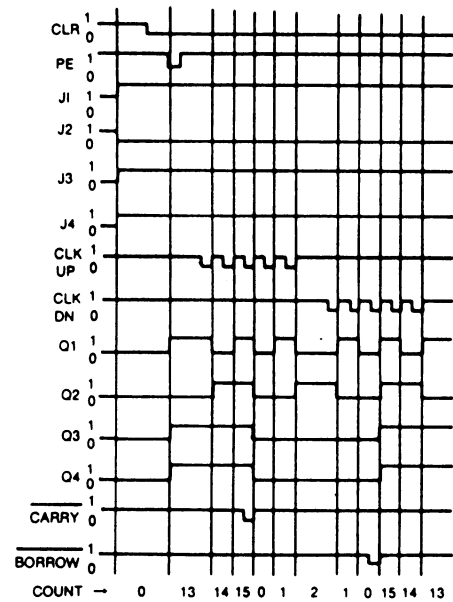 CLR 1
0
PE 1
0
J1 1
0
J2 1
0
J3 1
0
J4 1
0
CLK 1
UP 0
CLK 1
DN 0
Q1 1
0
Q2 1
0
Q3 1
0
Q4 1
0
CARRY 1
0
BORROW 1
0
COUNT → 0 13 14 15 0 1 2 1 0 15 14 13